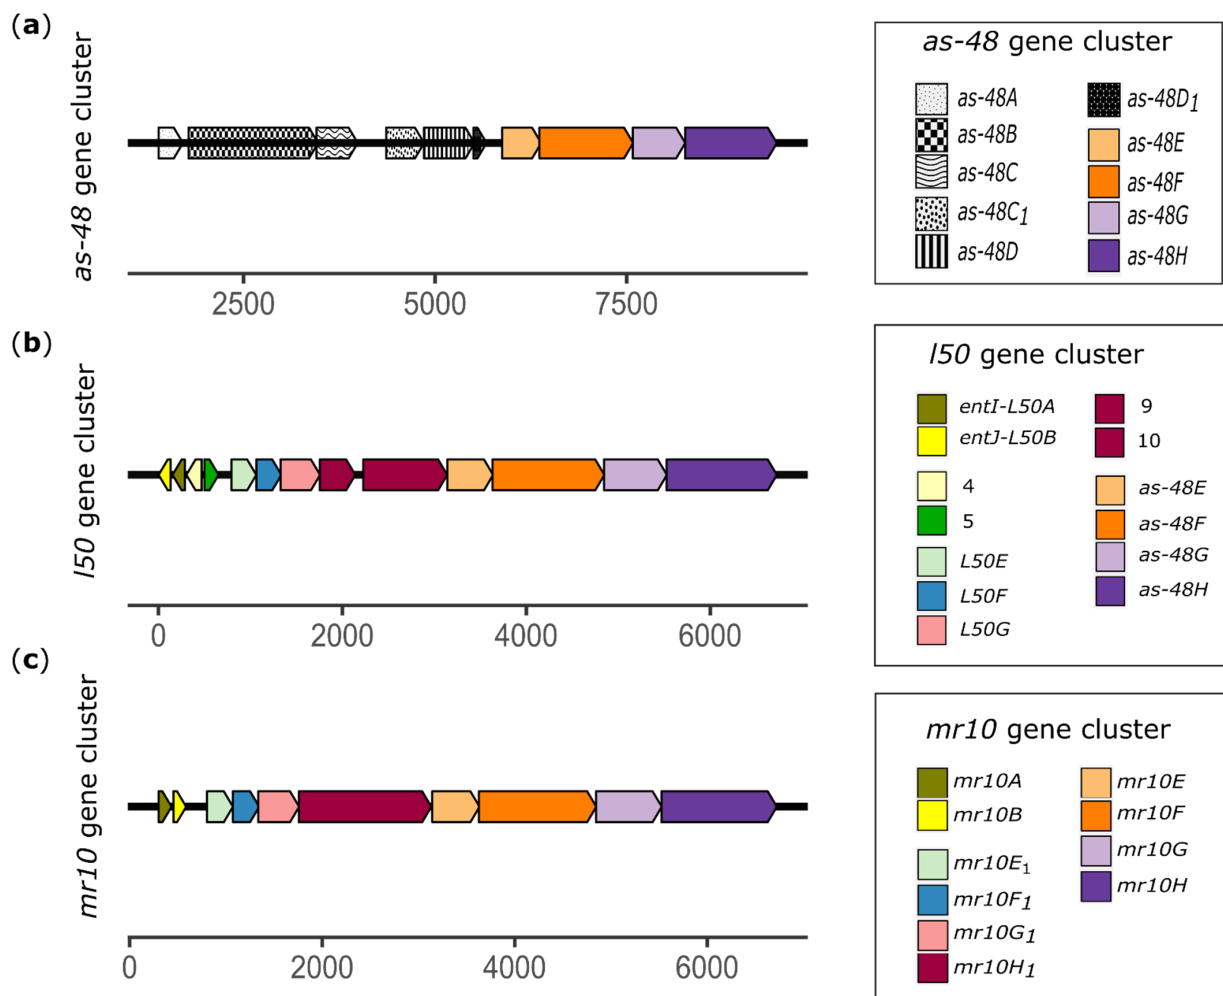 (a)
as-48 gene cluster
2500 5000 7500
as-48 gene cluster
as-48A as-48D1
as-48B as-48E
as-48C as-48F
as-48C1 as-48G
as-48D as-48H
(b)
l50 gene cluster
0 2000 4000 6000
l50 gene cluster
entI-L50A 9
entJ-L50B 10
4 as-48E
5 as-48F
L50E as-48G
L50F as-48H
L50G
(c)
mr10 gene cluster
0 2000 4000 6000
mr10 gene cluster
mr10A mr10E
mr10B mr10F
mr10E1 mr10G
mr10F1 mr10H
mr10G1
mr10H1